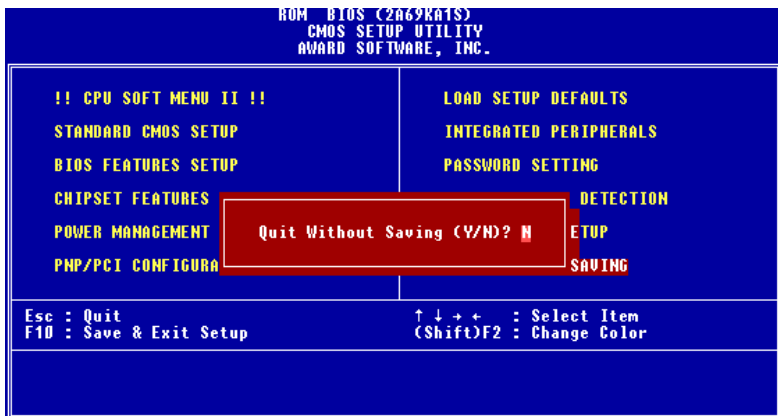 ROM BIOS (2A69KA1S)
CMOS SETUP UTILITY
AWARD SOFTWARE, INC.
!! CPU SOFT MENU II !!
STANDARD CMOS SETUP
BIOS FEATURES SETUP
CHIPSET FEATURES
POWER MANAGEMENT
PNP/PCI CONFIGURA
LOAD SETUP DEFAULTS
INTEGRATED PERIPHERALS
PASSWORD SETTING
DETECTION
ETUP
SAVING
Quit Without Saving (Y/N)? N
Esc : Quit
F10 : Save & Exit Setup
↑ ↓ → ← : Select Item
(Shift)F2 : Change Color